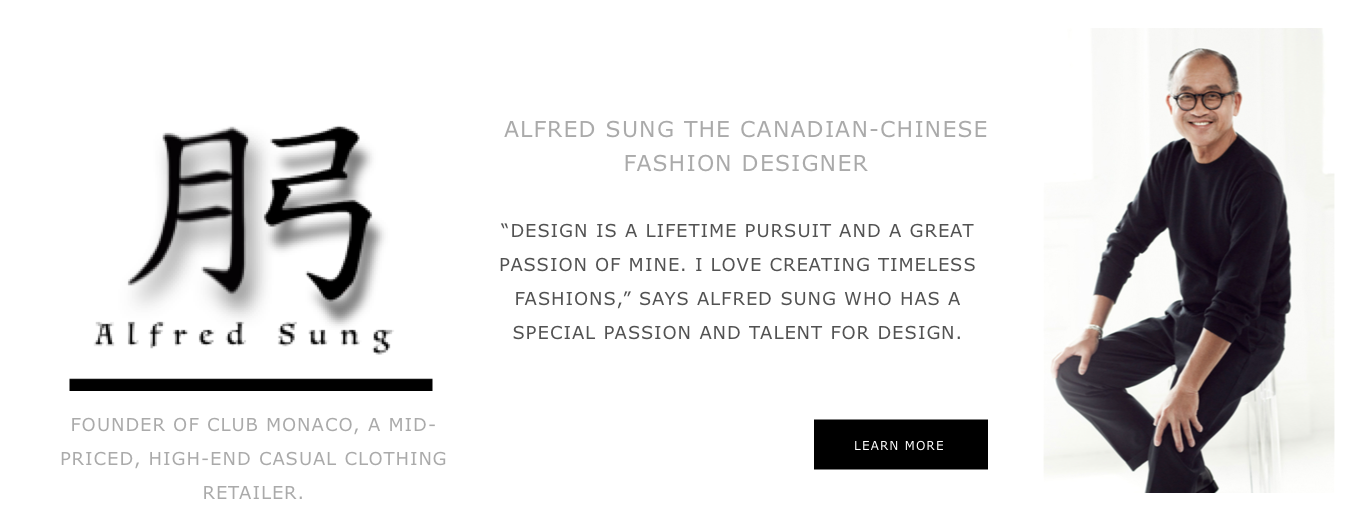 Alfred Sung
FOUNDER OF CLUB MONACO, A MID-
PRICED, HIGH-END CASUAL CLOTHING
RETAILER.
ALFRED SUNG THE CANADIAN-CHINESE
FASHION DESIGNER
“DESIGN IS A LIFETIME PURSUIT AND A GREAT
PASSION OF MINE. I LOVE CREATING TIMELESS
FASHIONS,” SAYS ALFRED SUNG WHO HAS A
SPECIAL PASSION AND TALENT FOR DESIGN.
LEARN MORE